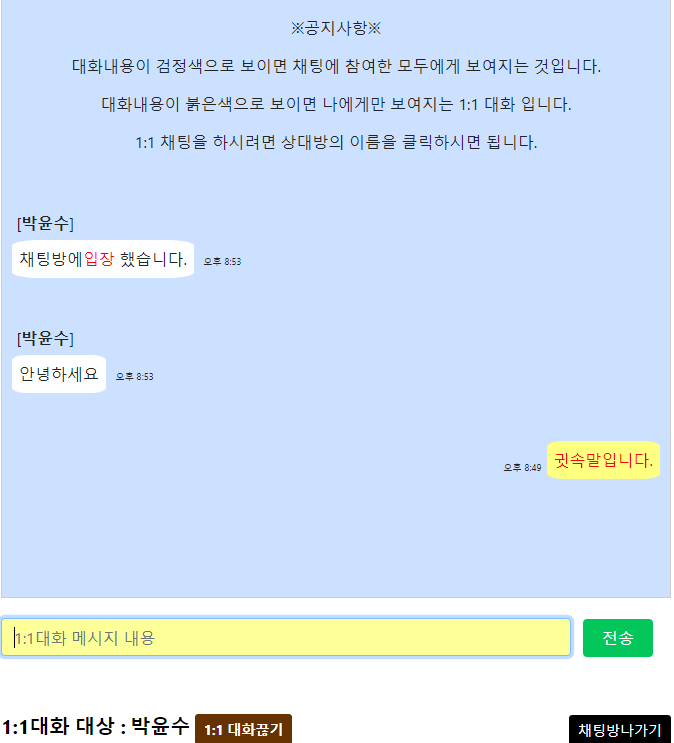 ※공지사항※
대화내용이 검정색으로 보이면 채팅에 참여한 모두에게 보여지는 것입니다.
대화내용이 붉은색으로 보이면 나에게만 보여지는 1:1 대화 입니다.
1:1 채팅을 하시려면 상대방의 이름을 클릭하시면 됩니다.
[박윤수]
채팅방에입장 했습니다. 오후 8:53
[박윤수]
안녕하세요 오후 8:53
오후 8:49 귓속말입니다.
1:1대화 메시지 내용 전송
1:1대화 대상 : 박윤수 1:1 대화끊기 채팅방나가기